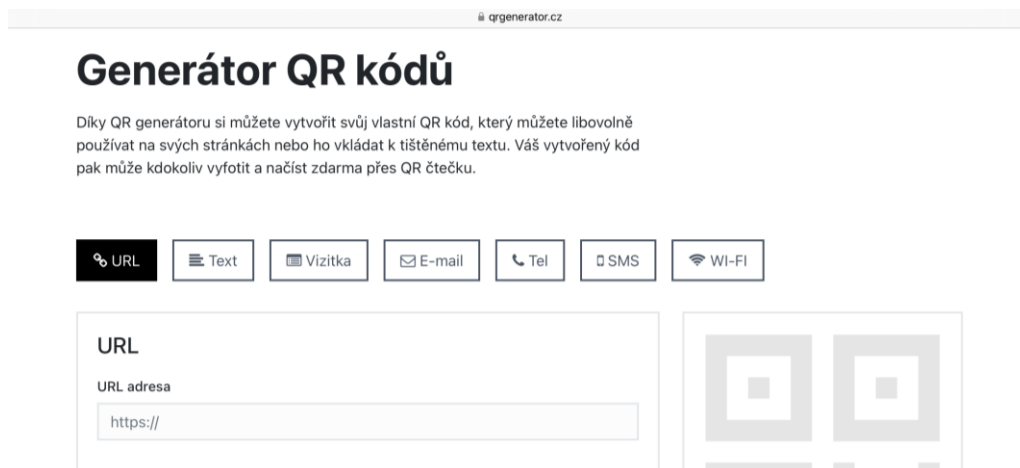 qrgenerator.cz
Generátor QR kódů
Díky QR generátoru si můžete vytvořit svůj vlastní QR kód, který můžete libovolně
používat na svých stránkách nebo ho vkládat k tištěnému textu. Váš vytvořený kód
pak může kdokoliv vyfotit a načíst zdarma přes QR čtečku.
URL Text Vizitka E-mail Tel SMS WI-FI
URL
URL adresa
https://